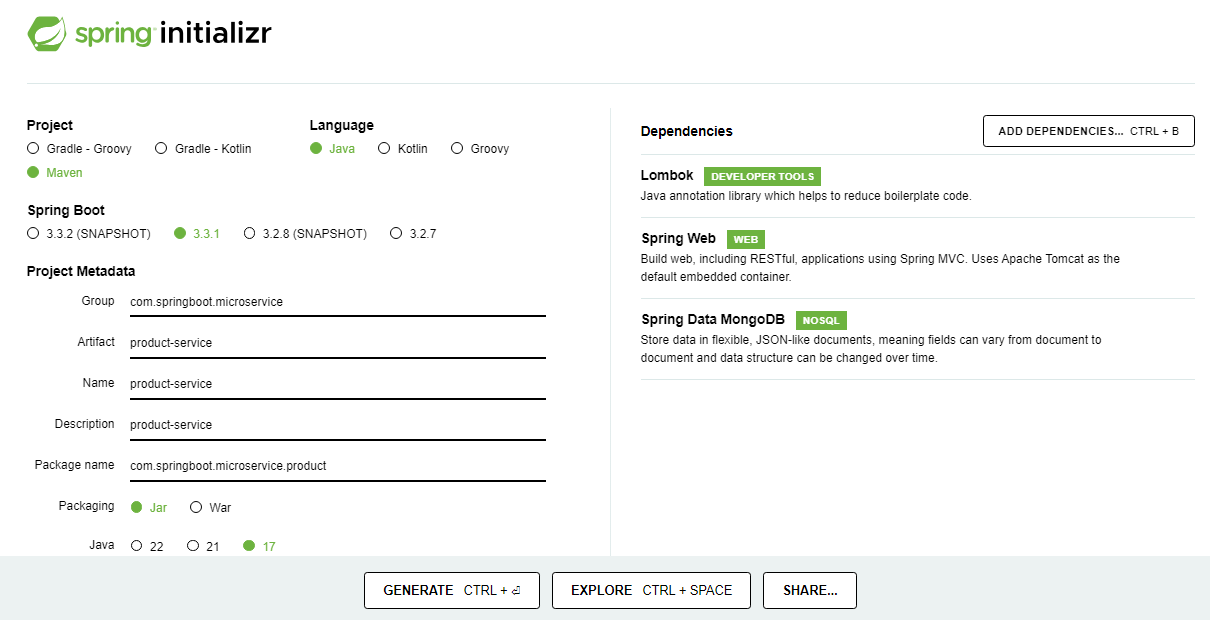 spring initializr
Project
Gradle - Groovy Gradle - Kotlin
Maven
Language
Java Kotlin Groovy
Spring Boot
3.3.2 (SNAPSHOT) 3.3.1 3.2.8 (SNAPSHOT) 3.2.7
Project Metadata
Group com.springboot.microservice
Artifact product-service
Name product-service
Description product-service
Package name com.springboot.microservice.product
Packaging Jar War
Java 22 21 17
Dependencies ADD DEPENDENCIES... CTRL + B
Lombok DEVELOPER TOOLS
Java annotation library which helps to reduce boilerplate code.
Spring Web WEB
Build web, including RESTful, applications using Spring MVC. Uses Apache Tomcat as the
default embedded container.
Spring Data MongoDB NOSQL
Store data in flexible, JSON-like documents, meaning fields can vary from document to
document and data structure can be changed over time.
GENERATE CTRL + ⏎ EXPLORE CTRL + SPACE SHARE...